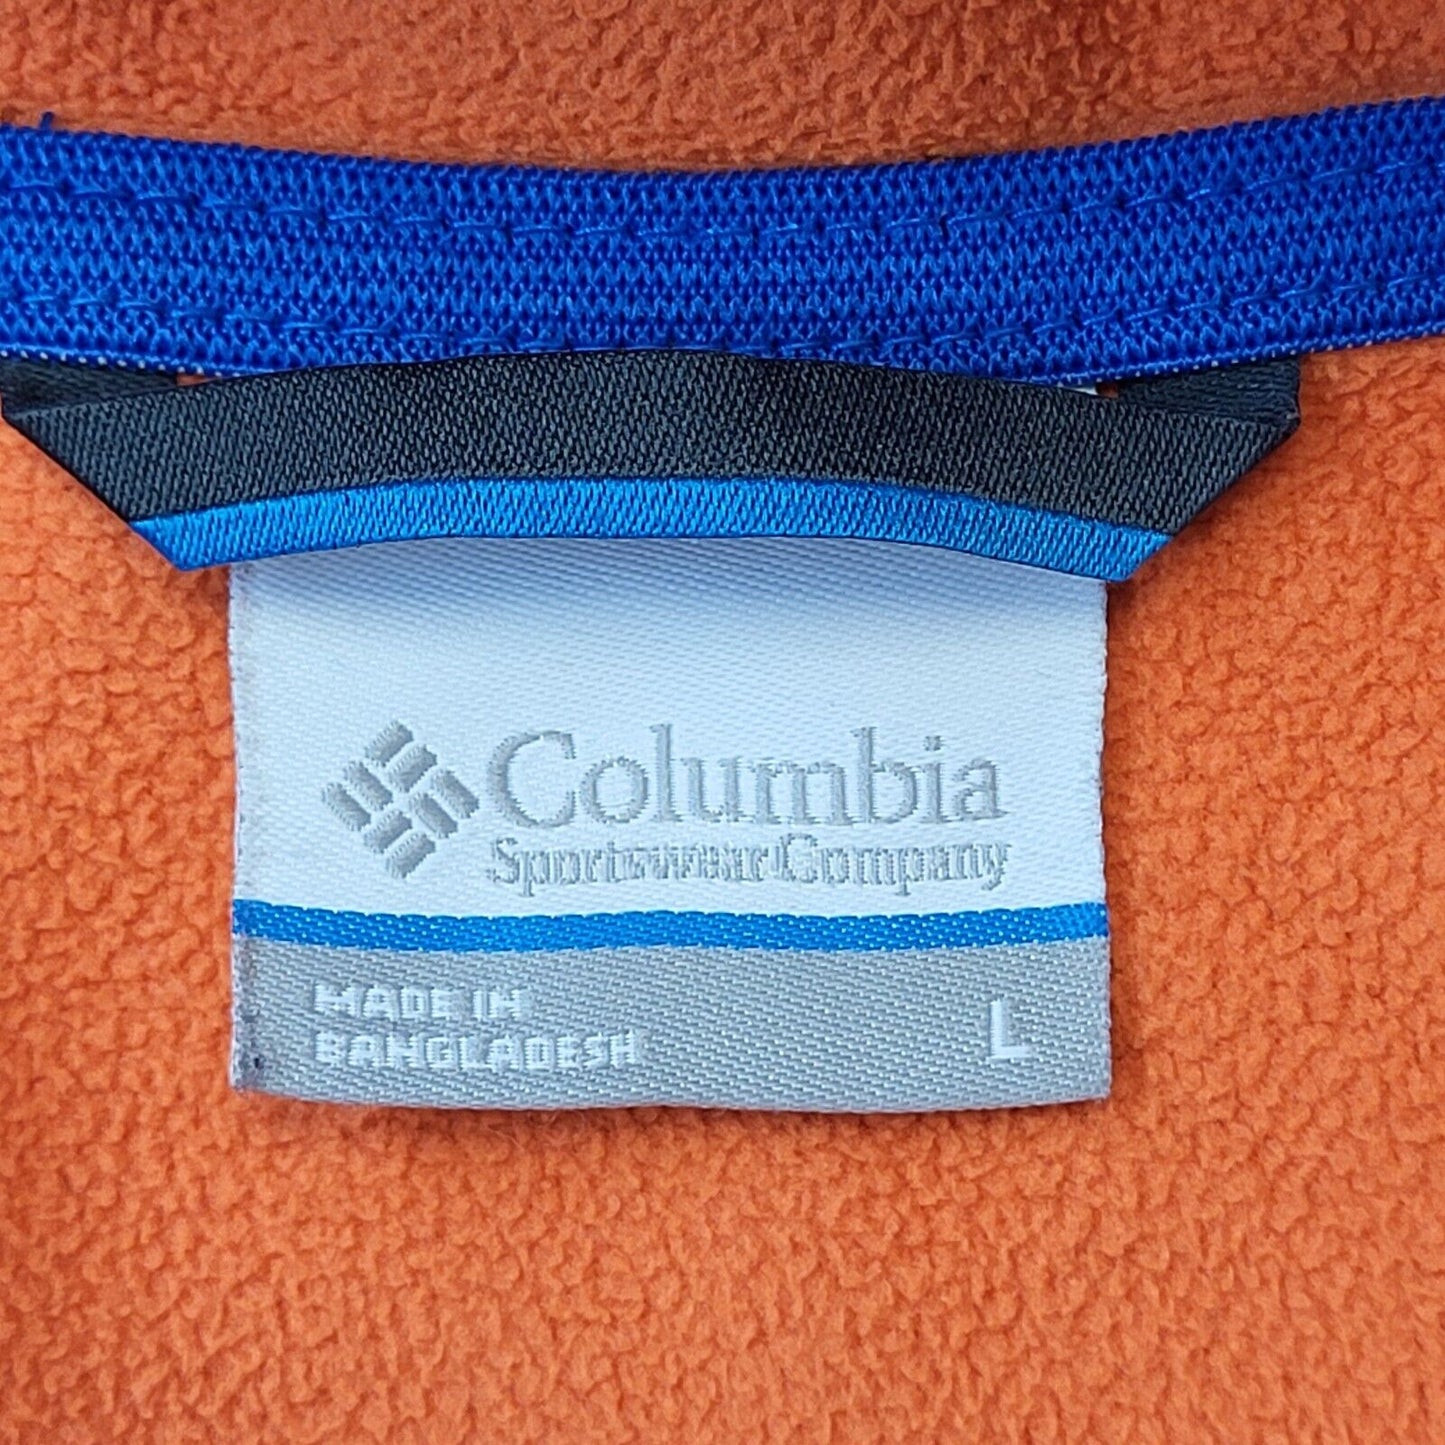 Columbia
Sportswear Company
MADE IN
BANGLADESH
L